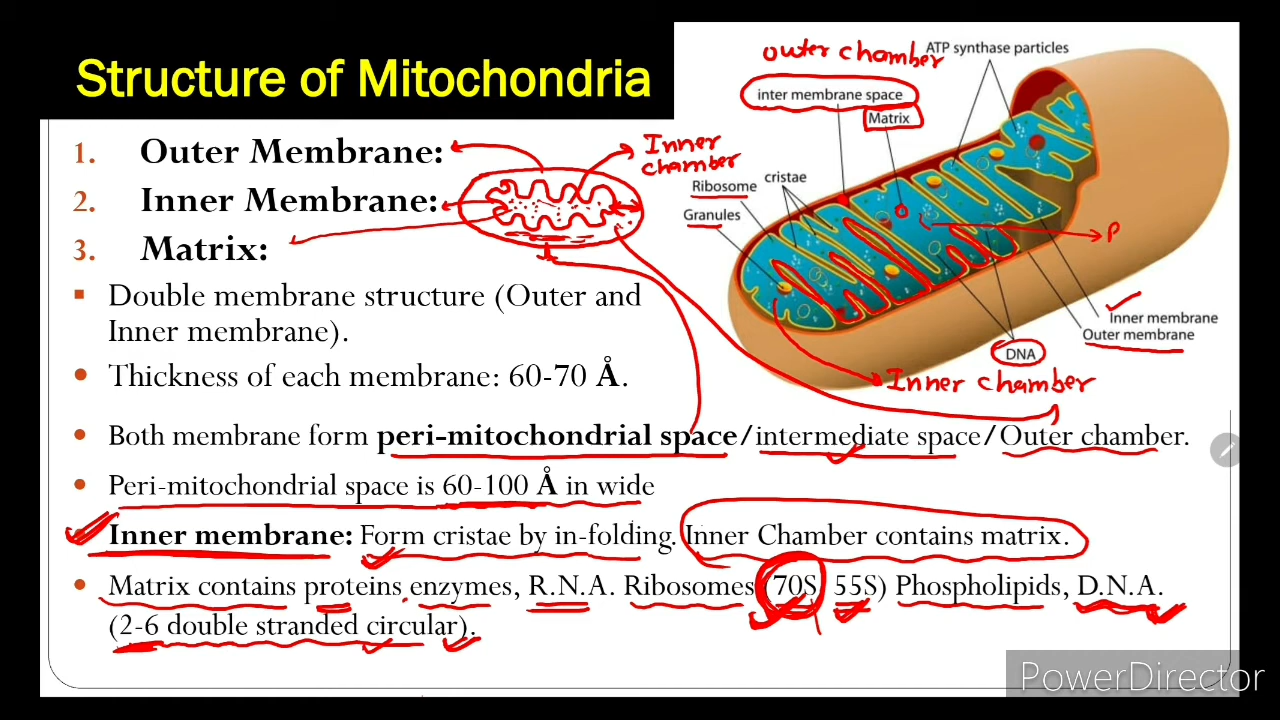 Structure of Mitochondria
1. Outer Membrane:
2. Inner Membrane:
3. Matrix:
▪ Double membrane structure (Outer and
Inner membrane).
• Thickness of each membrane: 60-70 Å.
• Both membrane form peri-mitochondrial space/intermediate space/Outer chamber.
• Peri-mitochondrial space is 60-100 Å in wide
Inner membrane: Form cristae by in-folding. Inner Chamber contains matrix.
• Matrix contains proteins enzymes, R.N.A. Ribosomes (70S 55S) Phospholipids, D.N.A.
(2-6 double stranded circular).
Inner
chamber
outer chamber
ATP synthase particles
inter membrane space
Matrix
cristae
Ribosome
Granules
P
Inner membrane
Outer membrane
DNA
Inner chamber
PowerDirector